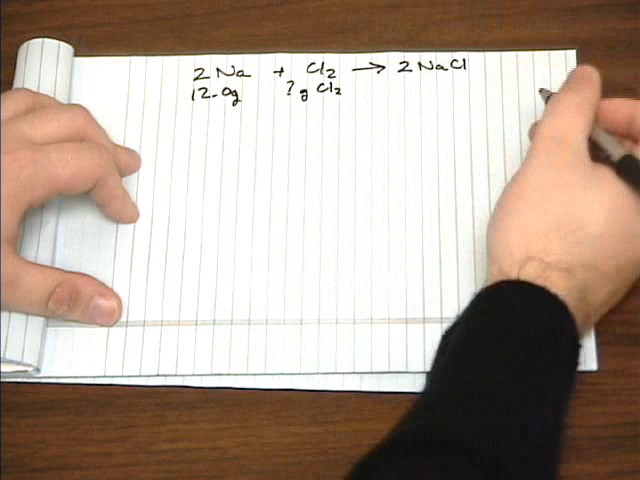 2 Na + Cl2 → 2 NaCl
12.0g ? g Cl2